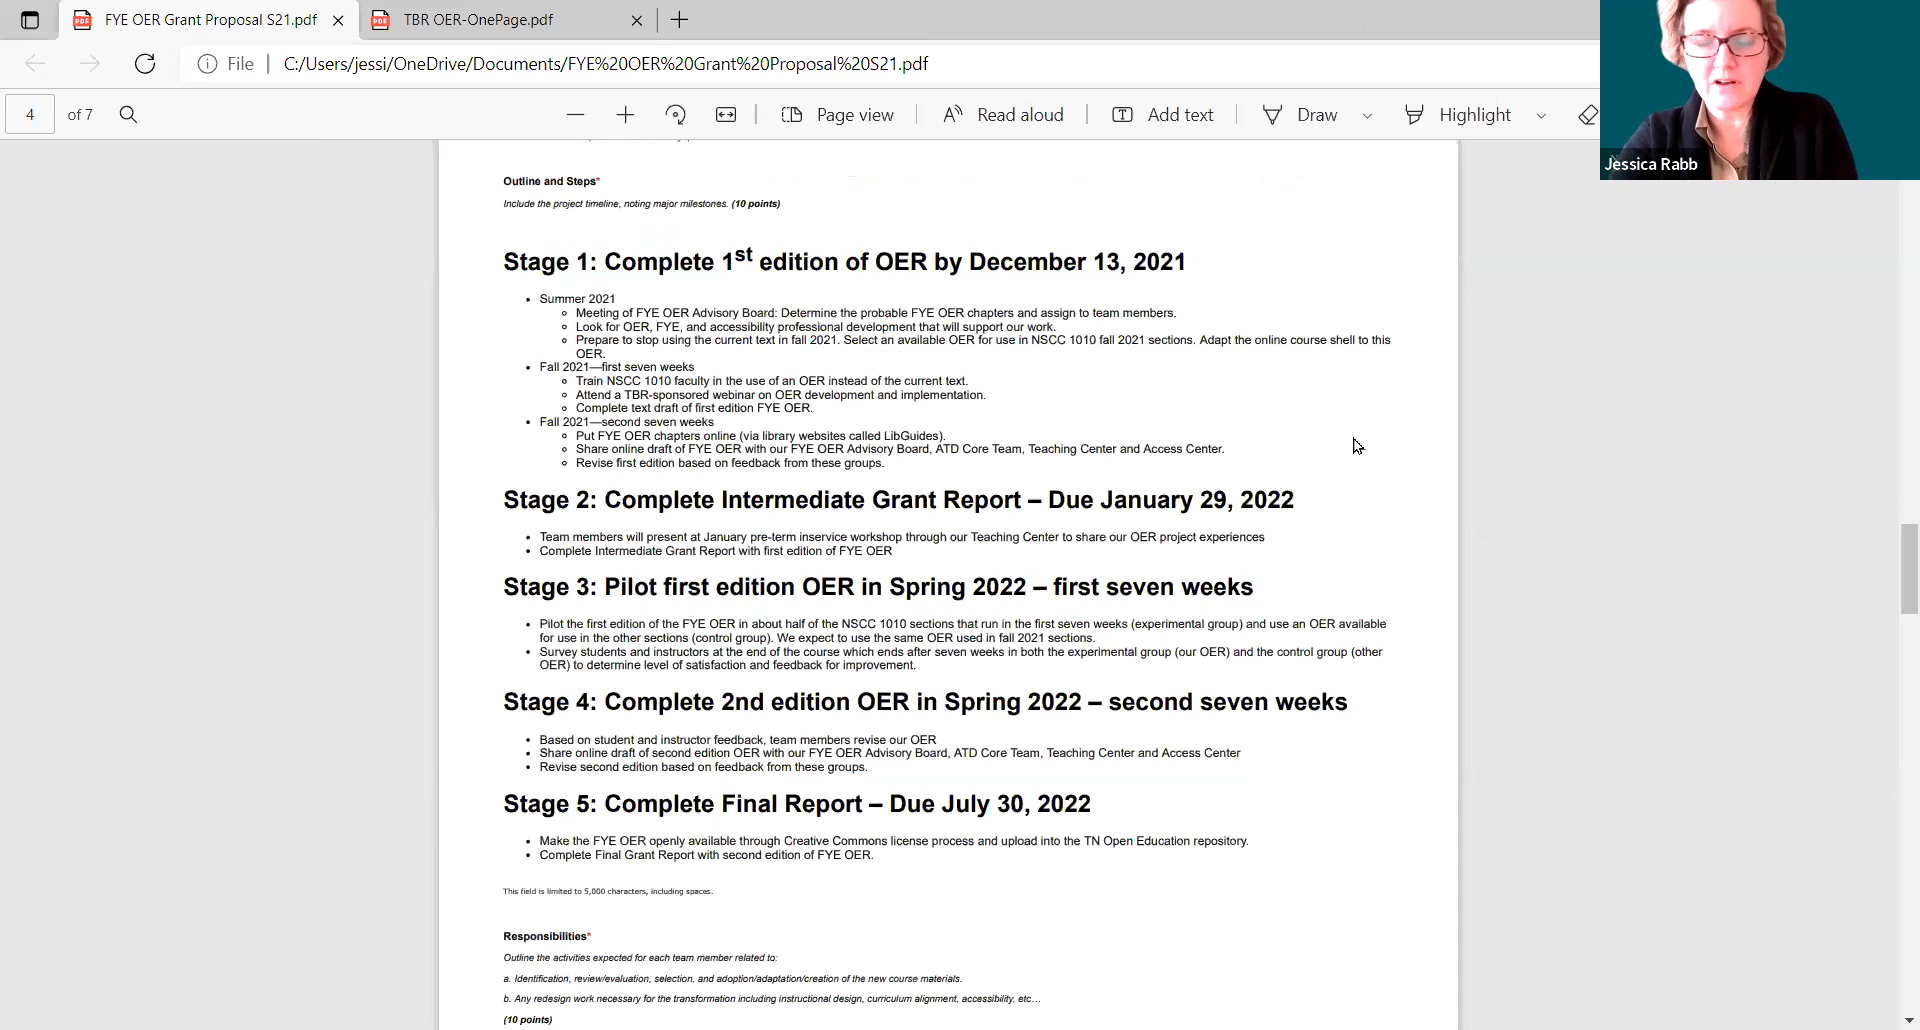 FYE OER Grant Proposal S21.pdf
TBR OER-OnePage.pdf
File
C:/Users/jessi/OneDrive/Documents/FYE%20OER%20Grant%20Proposal%20S21.pdf
4 of 7
Page view
Read aloud
Add text
Draw
Highlight
Jessica Rabb
Outline and Steps*
Include the project timeline, noting major milestones. (10 points)
Stage 1: Complete 1st edition of OER by December 13, 2021
• Summer 2021
◦ Meeting of FYE OER Advisory Board: Determine the probable FYE OER chapters and assign to team members.
◦ Look for OER, FYE, and accessibility professional development that will support our work.
◦ Prepare to stop using the current text in fall 2021. Select an available OER for use in NSCC 1010 fall 2021 sections. Adapt the online course shell to this
OER.
• Fall 2021—first seven weeks
◦ Train NSCC 1010 faculty in the use of an OER instead of the current text.
◦ Attend a TBR-sponsored webinar on OER development and implementation.
◦ Complete text draft of first edition FYE OER.
• Fall 2021—second seven weeks
◦ Put FYE OER chapters online (via library websites called LibGuides).
◦ Share online draft of FYE OER with our FYE OER Advisory Board, ATD Core Team, Teaching Center and Access Center.
◦ Revise first edition based on feedback from these groups.
Stage 2: Complete Intermediate Grant Report – Due January 29, 2022
• Team members will present at January pre-term inservice workshop through our Teaching Center to share our OER project experiences
• Complete Intermediate Grant Report with first edition of FYE OER
Stage 3: Pilot first edition OER in Spring 2022 – first seven weeks
• Pilot the first edition of the FYE OER in about half of the NSCC 1010 sections that run in the first seven weeks (experimental group) and use an OER available
for use in the other sections (control group). We expect to use the same OER used in fall 2021 sections.
• Survey students and instructors at the end of the course which ends after seven weeks in both the experimental group (our OER) and the control group (other
OER) to determine level of satisfaction and feedback for improvement.
Stage 4: Complete 2nd edition OER in Spring 2022 – second seven weeks
• Based on student and instructor feedback, team members revise our OER
• Share online draft of second edition OER with our FYE OER Advisory Board, ATD Core Team, Teaching Center and Access Center
• Revise second edition based on feedback from these groups.
Stage 5: Complete Final Report – Due July 30, 2022
• Make the FYE OER openly available through Creative Commons license process and upload into the TN Open Education repository.
• Complete Final Grant Report with second edition of FYE OER.
This field is limited to 5,000 characters, including spaces.
Responsibilities*
Outline the activities expected for each team member related to:
a. Identification, review/evaluation, selection, and adoption/adaptation/creation of the new course materials.
b. Any redesign work necessary for the transformation including instructional design, curriculum alignment, accessibility, etc…
(10 points)